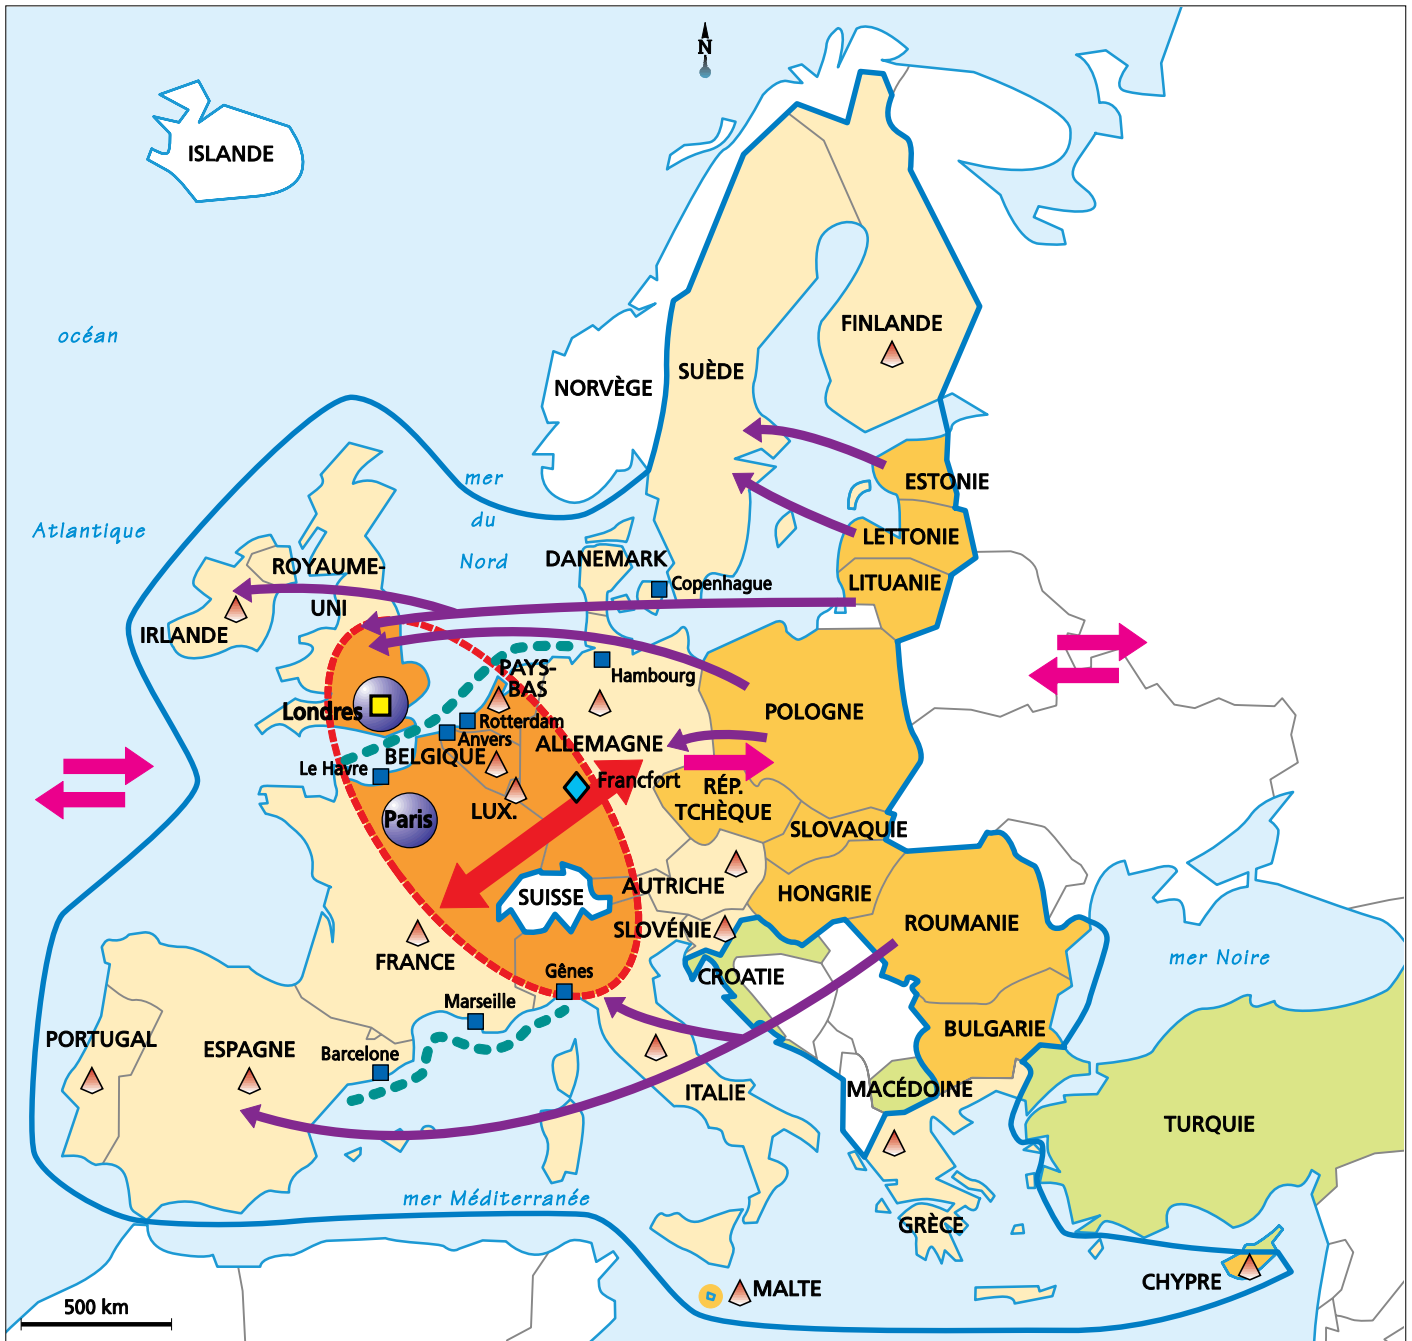 N
ISLANDE
océan
FINLANDE
SUÈDE
NORVÈGE
mer
du
Nord
Atlantique
ESTONIE
LETTONIE
LITUANIE
DANEMARK
Copenhague
ROYAUME-
UNI
IRLANDE
PAYS-
BAS
Hambourg
Londres
Rotterdam
Anvers
POLOGNE
ALLEMAGNE
BELGIQUE
Le Havre
Francfort
RÉP.
TCHÈQUE
LUX.
Paris
SLOVAQUIE
AUTRICHE
HONGRIE
SUISSE
SLOVÉNIE
ROUMANIE
FRANCE
Gênes
CROATIE
mer Noire
Marseille
BULGARIE
PORTUGAL
ESPAGNE
Barcelone
ITALIE
MACÉDOINE
TURQUIE
mer Méditerranée
GRÈCE
CHYPRE
MALTE
500 km